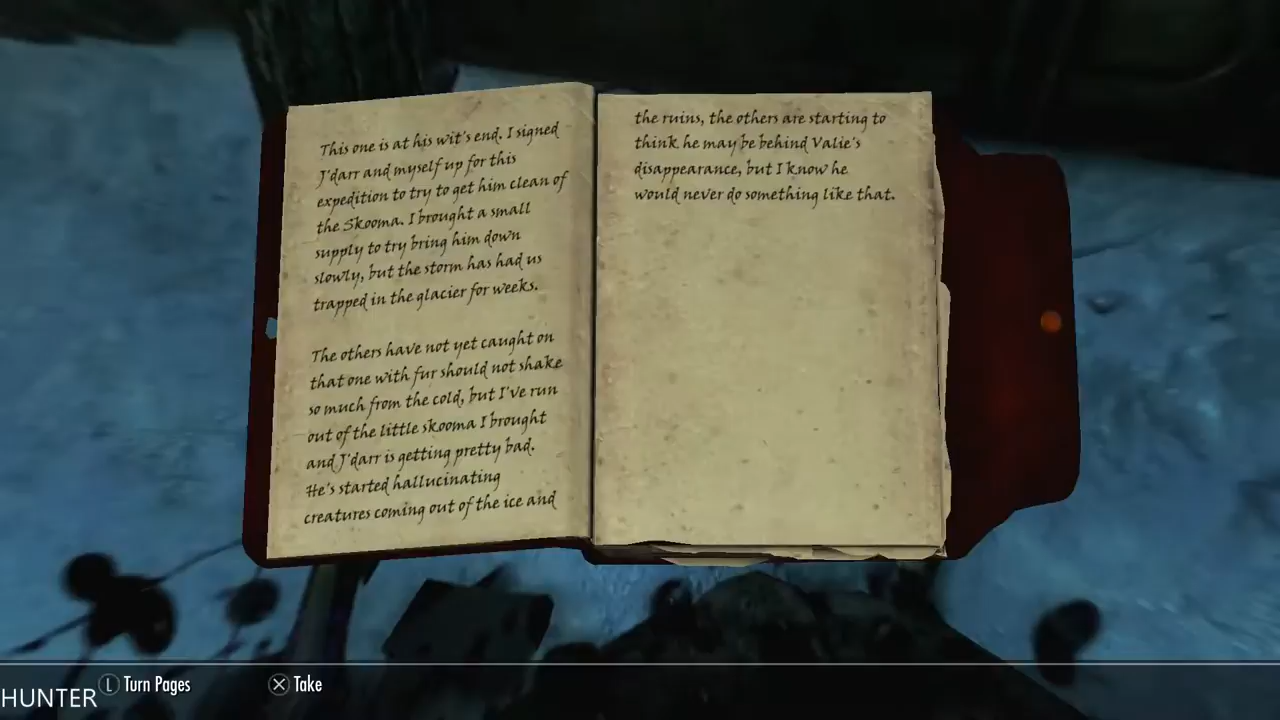 This one is at his wit's end. I signed
J'darr and myself up for this
expedition to try to get him clean of
the Skooma. I brought a small
supply to try bring him down
slowly, but the storm has had us
trapped in the glacier for weeks.
The others have not yet caught on
that one with fur should not shake
so much from the cold, but I've run
out of the little skooma I brought
and J'darr is getting pretty bad.
He's started hallucinating
creatures coming out of the ice and
the ruins, the others are starting to
think he may be behind Valie's
disappearance, but I know he
would never do something like that.
HUNTER L Turn Pages X Take